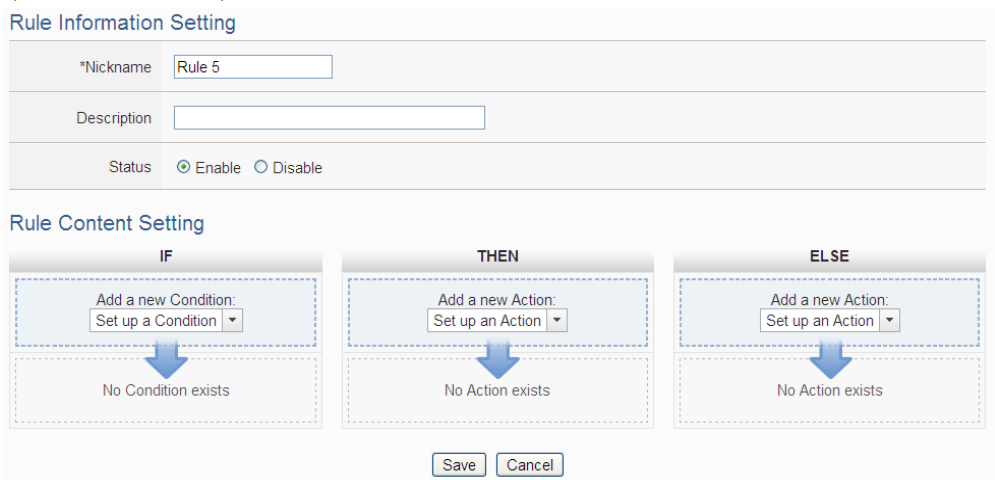 Rule Information Setting
*Nickname Rule 5
Description
Status Enable Disable
Rule Content Setting
IF THEN ELSE
Add a new Condition: Add a new Action: Add a new Action:
Set up a Condition Set up an Action Set up an Action
No Condition exists No Action exists No Action exists
Save Cancel